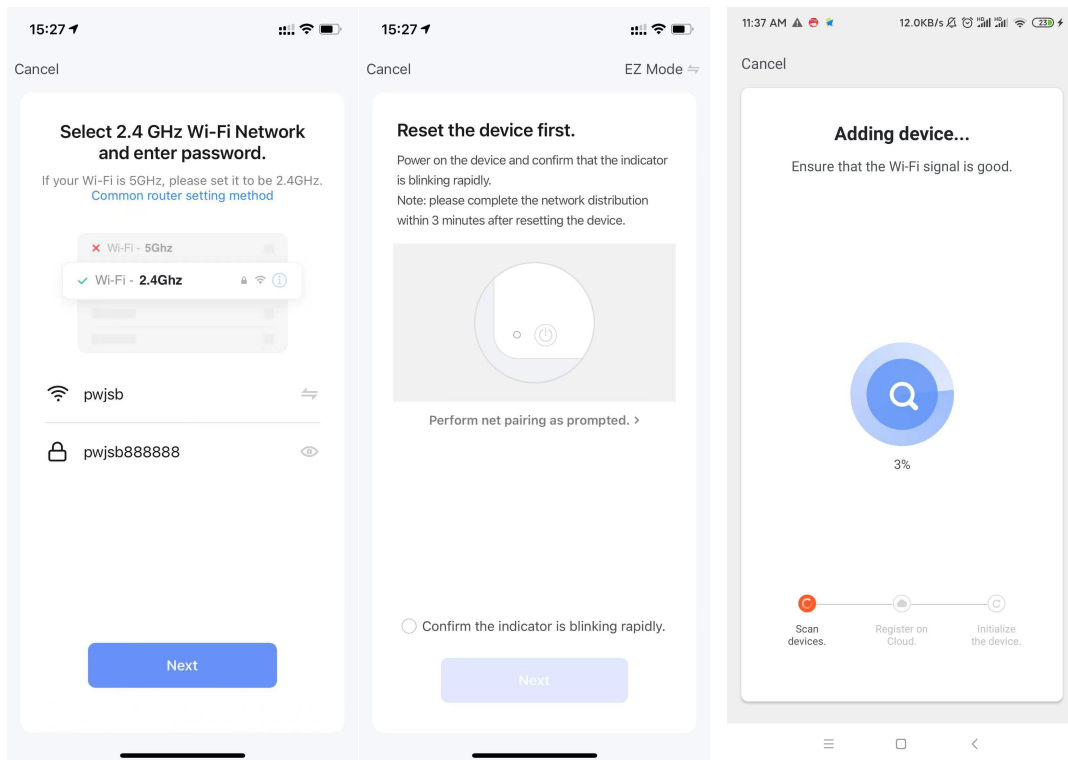 15:27
Cancel
Select 2.4 GHz Wi-Fi Network
and enter password.
If your Wi-Fi is 5GHz, please set it to be 2.4GHz.
Common router setting method
Wi-Fi - 5Ghz
Wi-Fi - 2.4Ghz
pwjsb
pwjsb888888
Next
15:27
Cancel
EZ Mode
Reset the device first.
Power on the device and confirm that the indicator
is blinking rapidly.
Note: please complete the network distribution
within 3 minutes after resetting the device.
Perform net pairing as prompted. >
Confirm the indicator is blinking rapidly.
Next
11:37 AM
12.0KB/s
HD
HD
23
Cancel
Adding device...
Ensure that the Wi-Fi signal is good.
3%
Scan
devices.
Register on
Cloud.
Initialize
the device.